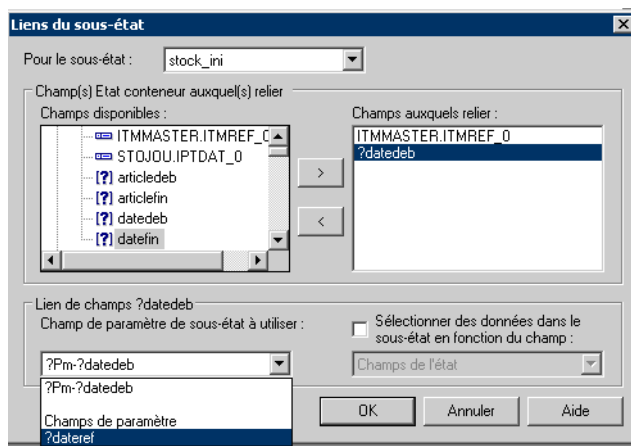 Liens du sous-état
Pour le sous-état : stock_ini
Champ(s) Etat conteneur auxquel(s) relier
Champs disponibles : Champs auxquels relier :
ITMMASTER.ITMREF_0 ITMMASTER.ITMREF_0
STOJOU.IPTDAT_0 ?datedeb
[?] articledeb
>
[?] articlefin
[?] datedeb
<
[?] datefin
Lien de champs ?datedeb
Champ de paramètre de sous-état à utiliser : Sélectionner des données dans le
sous-état en fonction du champ :
?Pm-?datedeb Champs de l'état
?Pm-?datedeb
Champs de paramètre
?dateref
OK Annuler Aide